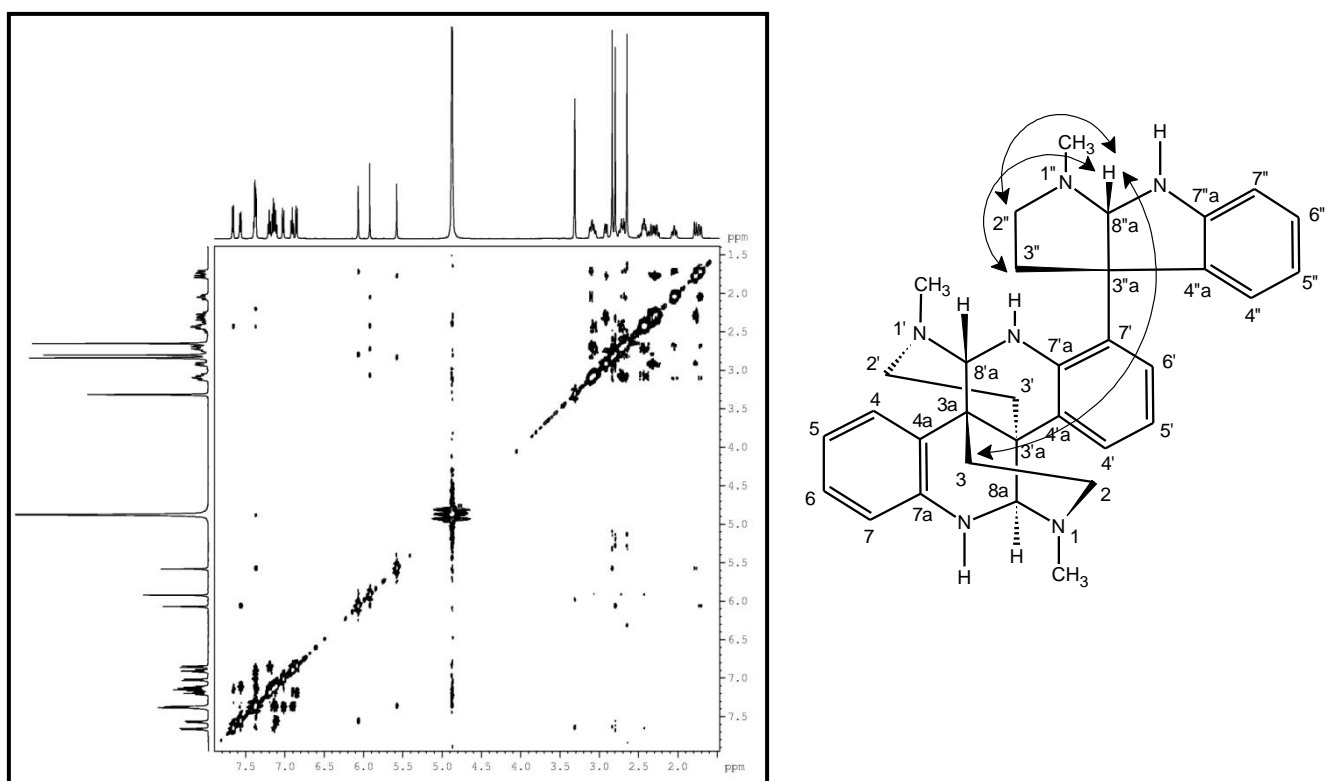 ppm
1.5
2.0
2.5
3.0
3.5
4.0
4.5
5.0
5.5
6.0
6.5
7.0
7.5
ppm
7.5 7.0 6.5 6.0 5.5 5.0 4.5 4.0 3.5 3.0 2.5 2.0 ppm
H
CH3
1"
N
H
N
7"
7"a
6"
2"
8"a
3"
3"a
4"a
5"
4"
CH3
H
H
N
1'
N
7'
7'a
6'
2'
8'a
3'
4
3a
5
4a
4'a
5'
3'a
4'
3
2
6
8a
7a
N
N
1
7
H
H
CH3